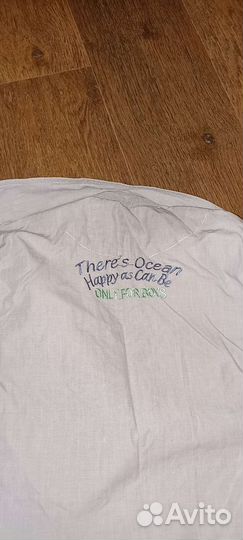 There's Ocean
Happy as Can Be
ONLY FOR BOYS
Avito